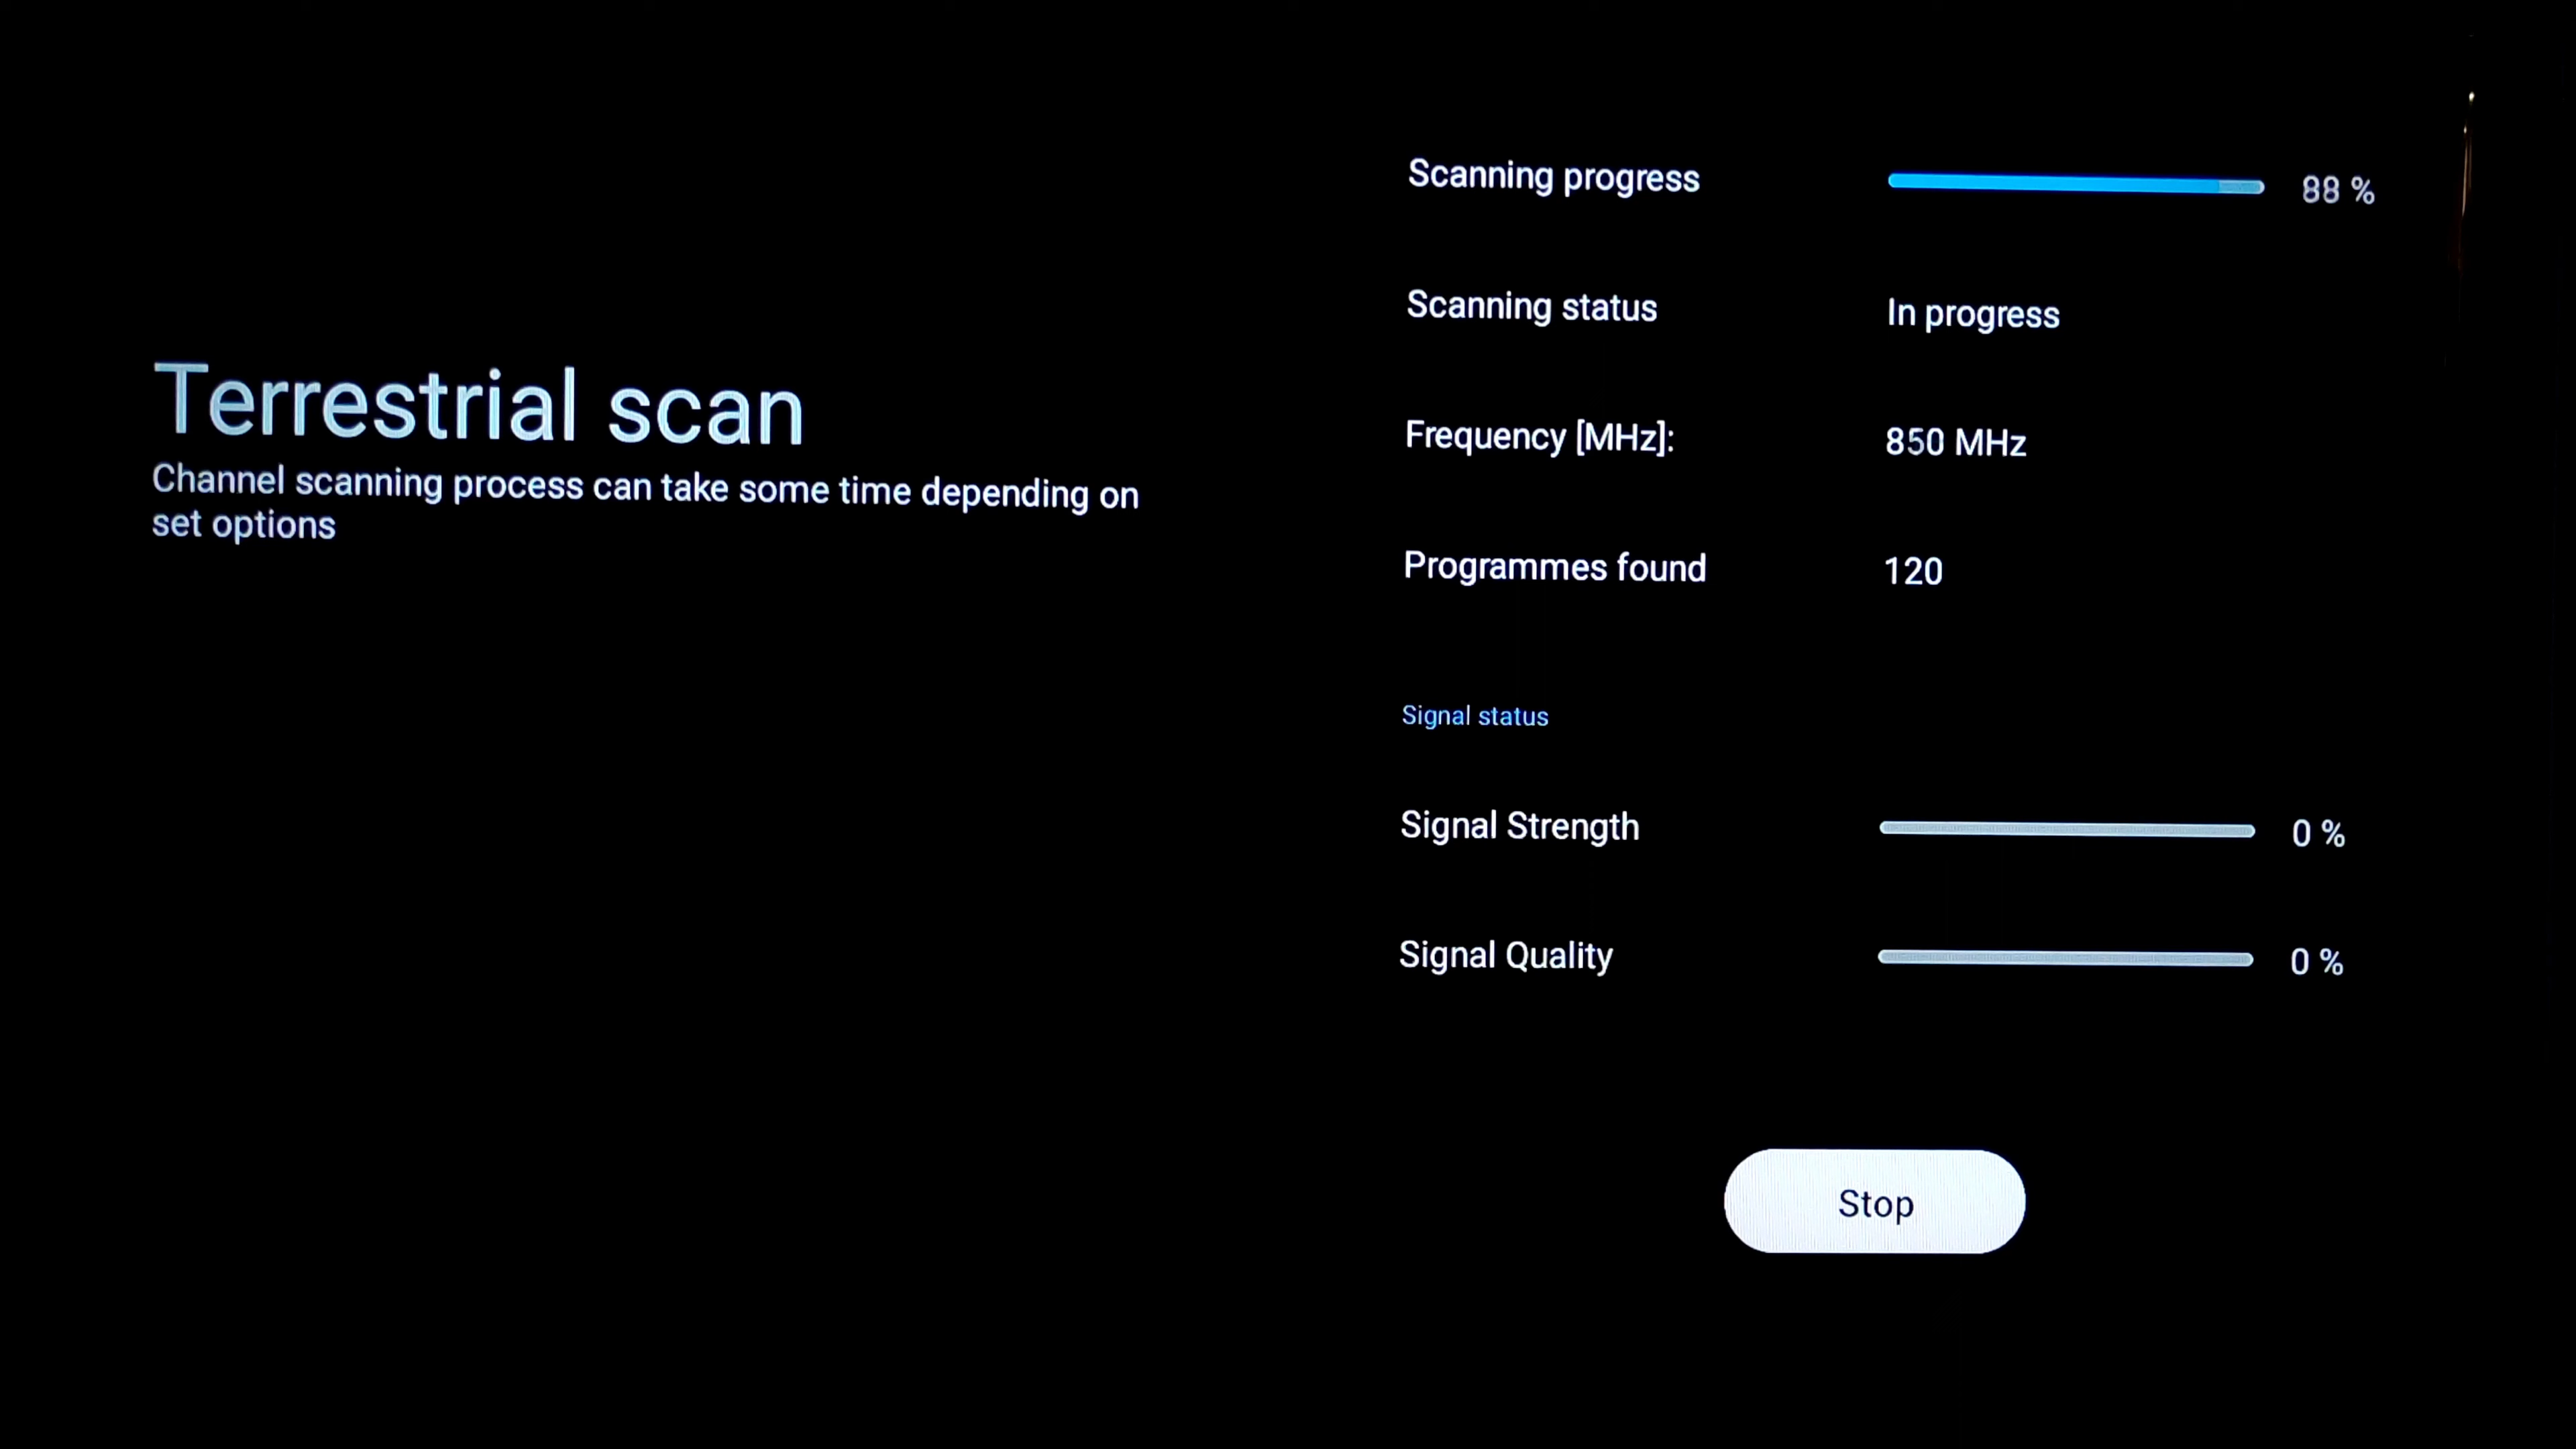 Terrestrial scan
Channel scanning process can take some time depending on
set options
Scanning progress 88 %
Scanning status In progress
Frequency [MHz]: 850 MHz
Programmes found 120
Signal status
Signal Strength 0 %
Signal Quality 0 %
Stop